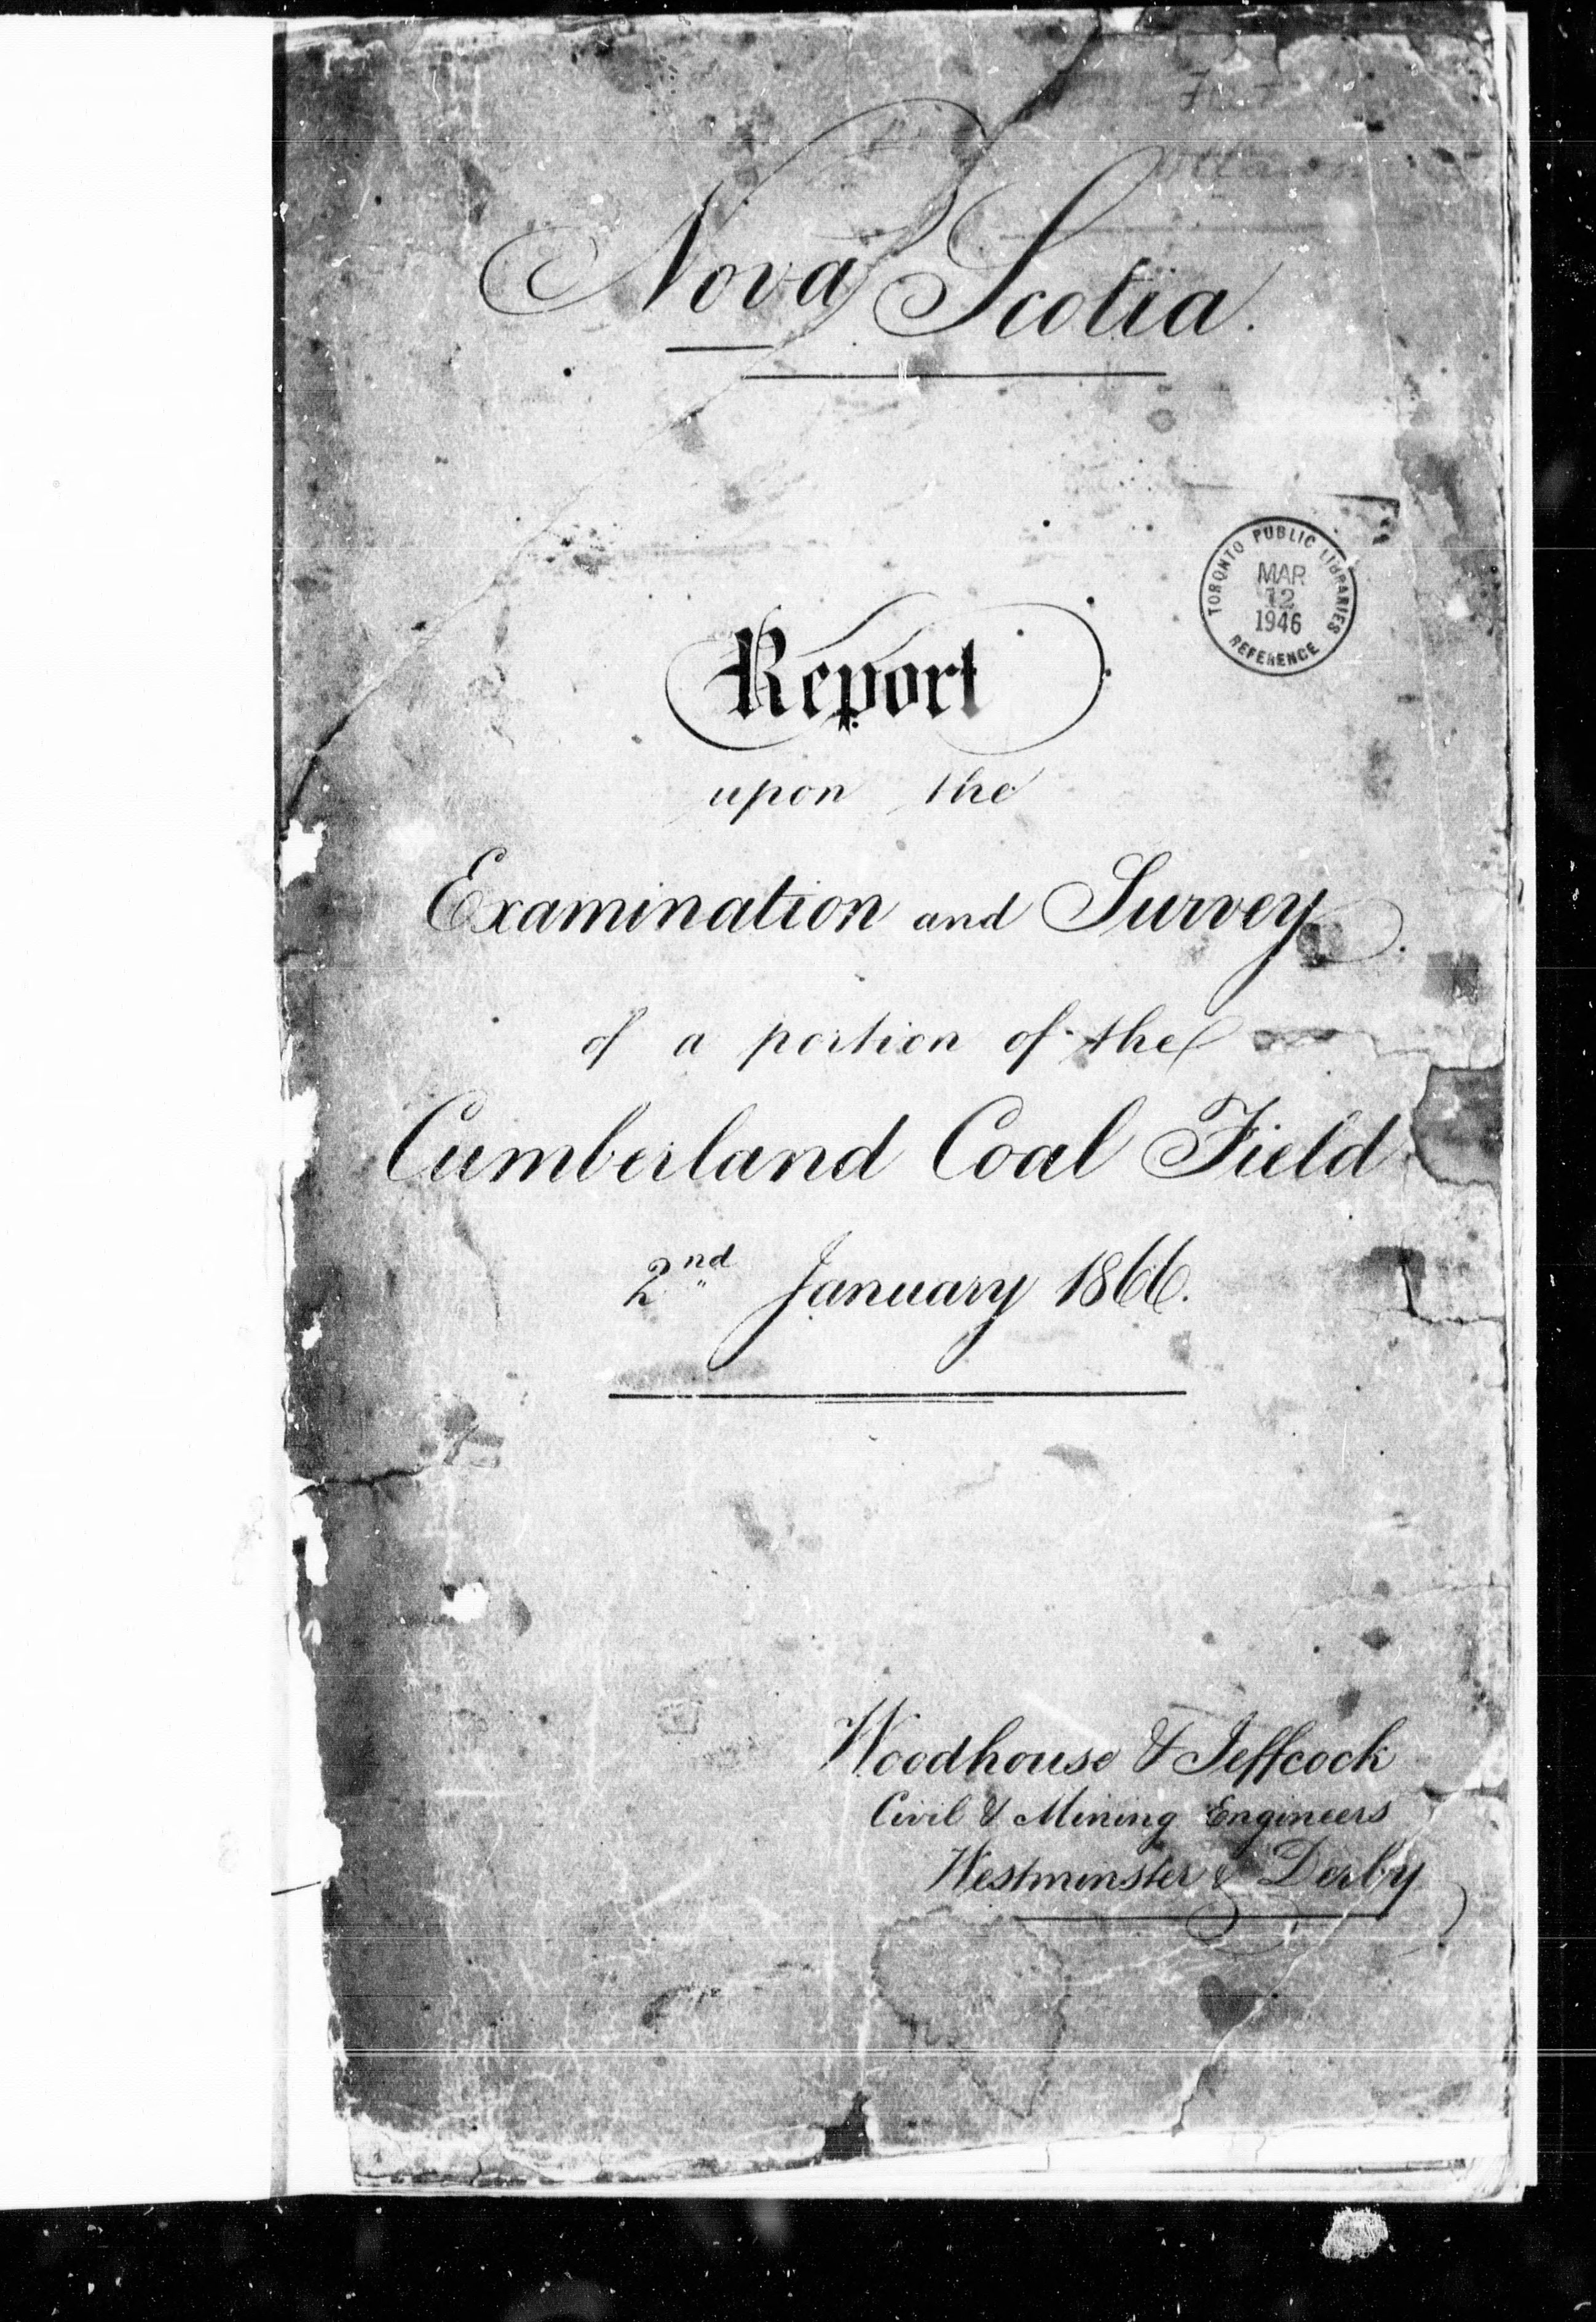 Nova Scotia.
TORONTO PUBLIC LIBRARIES
MAR
12
1946
REFERENCE
Report
upon the
Examination and Survey.
of a portion of the
Cumberland Coal Field
2nd January 1866.
Woodhouse & Jeffcock
Civil & Mining Engineers
Westminster & Derby